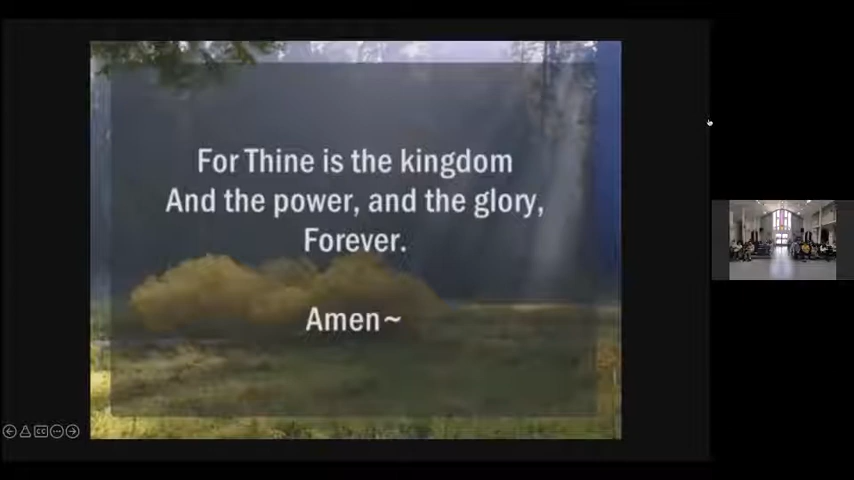 For Thine is the kingdom
And the power, and the glory,
Forever.
Amen~